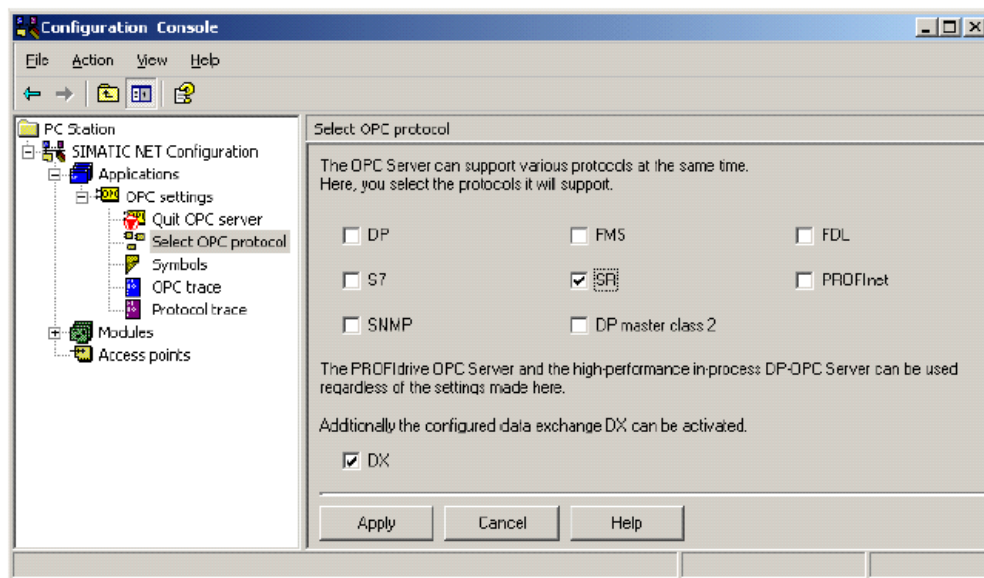 Configuration Console
File Action View Help
PC Station
SIMATIC NET Configuration
Applications
OPC settings
Quit OPC server
Select OPC protocol
Symbols
OPC trace
Protocol trace
Modules
Access points
Select OPC protocol
The OPC Server can support various protocols at the same time.
Here, you select the protocols it will support.
DP FMS FDL
S7 SR PROFInet
SNMP DP master class 2
The PROFIdrive OPC Server and the high-performance in-process DP-OPC Server can be used
regardless of the settings made here.
Additionally the configured data exchange DX can be activated.
DX
Apply Cancel Help